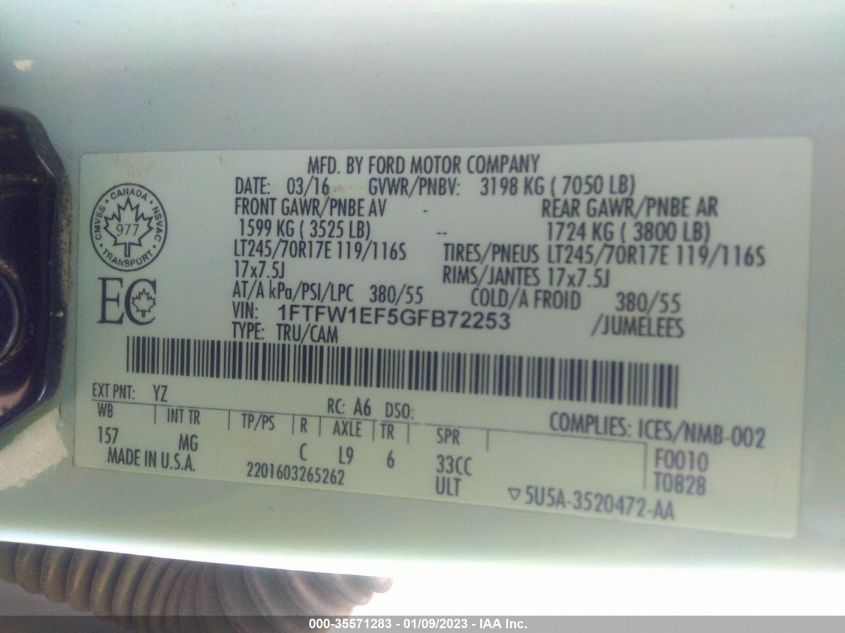 MFD. BY FORD MOTOR COMPANY
DATE: 03/16 GVWR/PNBV: 3198 KG ( 7050 LB)
FRONT GAWR/PNBE AV - REAR GAWR/PNBE AR
1599 KG ( 3525 LB) -- 1724 KG ( 3800 LB)
LT245/70R17E 119/116S TIRES/PNEUS LT245/70R17E 119/116S
17x7.5J RIMS/JANTES 17x7.5J
AT/A kPa/PSI/LPC 380/55 COLD/A FROID 380/55
VIN: 1FTFW1EF5GFB72253 /JUMELEES
TYPE: TRU/CAM
CANADA
CMVSS NSVAC
977
TRANSPORT
EC
EXT PNT: YZ RC: A6 DSO:
WB INT TR TP/PS R AXLE TR SPR COMPLIES: ICES/NMB-002
157 MG C L9 6 33CC F0010
MADE IN U.S.A. 2201603265262 ULT T0828
5U5A-3520472-AA
000-35571283 - 01/09/2023 - IAA Inc.